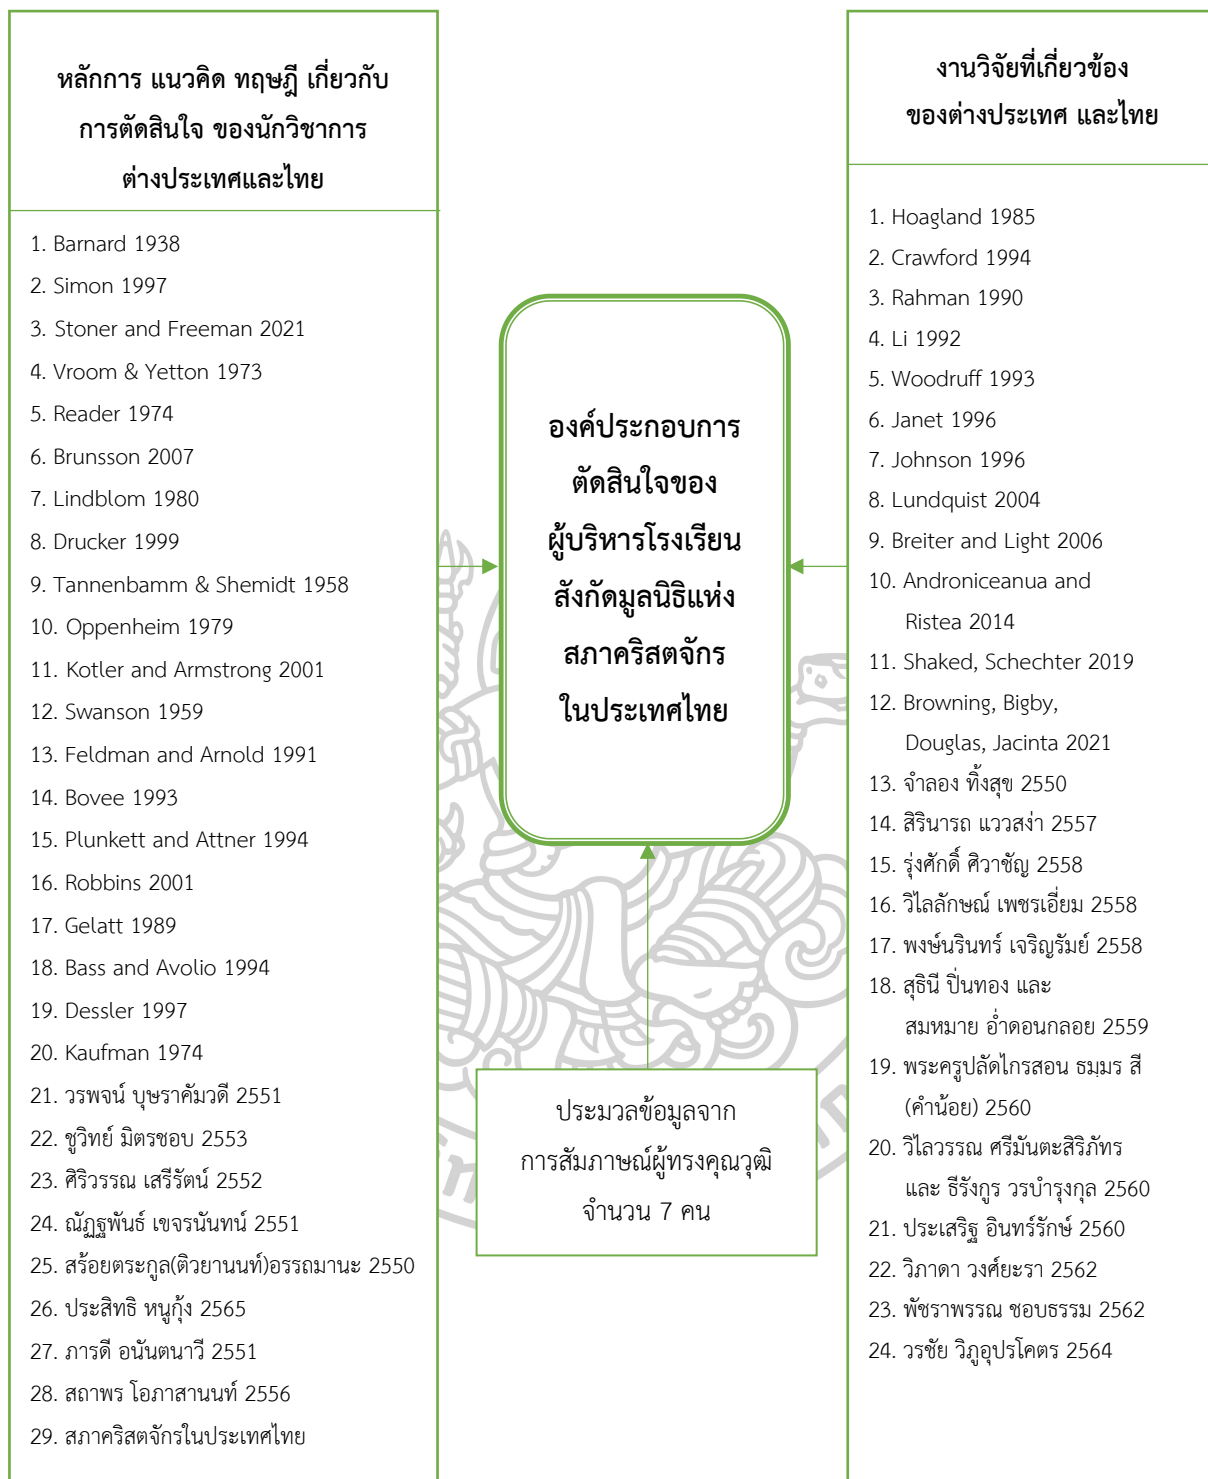 หลักการ แนวคิด ทฤษฎี เกี่ยวกับ
การตัดสินใจ ของนักวิชาการ
ต่างประเทศและไทย
1. Barnard 1938
2. Simon 1997
3. Stoner and Freeman 2021
4. Vroom & Yetton 1973
5. Reader 1974
6. Brunsson 2007
7. Lindblom 1980
8. Drucker 1999
9. Tannenbamm & Shemidt 1958
10. Oppenheim 1979
11. Kotler and Armstrong 2001
12. Swanson 1959
13. Feldman and Arnold 1991
14. Bovee 1993
15. Plunkett and Attner 1994
16. Robbins 2001
17. Gelatt 1989
18. Bass and Avolio 1994
19. Dessler 1997
20. Kaufman 1974
21. วรพจน์ บุษราคัมวดี 2551
22. ชูวิทย์ มิตรชอบ 2553
23. ศิริวรรณ เสรีรัตน์ 2552
24. ณัฏฐพันธ์ เขจรนันทน์ 2551
25. สร้อยตระกูล(ติวยานนท์)อรรถมานะ 2550
26. ประสิทธิ หนูกุ้ง 2565
27. ภารดี อนันตนาวี 2551
28. สถาพร โอภาสานนท์ 2556
29. สภาคริสตจักรในประเทศไทย
องค์ประกอบการ
ตัดสินใจของ
ผู้บริหารโรงเรียน
สังกัดมูลนิธิแห่ง
สภาคริสตจักร
ในประเทศไทย
ประมวลข้อมูลจาก
การสัมภาษณ์ผู้ทรงคุณวุฒิ
จำนวน 7 คน
งานวิจัยที่เกี่ยวข้อง
ของต่างประเทศ และไทย
1. Hoagland 1985
2. Crawford 1994
3. Rahman 1990
4. Li 1992
5. Woodruff 1993
6. Janet 1996
7. Johnson 1996
8. Lundquist 2004
9. Breiter and Light 2006
10. Androniceanua and
Ristea 2014
11. Shaked, Schechter 2019
12. Browning, Bigby,
Douglas, Jacinta 2021
13. จำลอง ทิ้งสุข 2550
14. สิรินารถ แววสง่า 2557
15. รุ่งศักดิ์ ศิวาชัญ 2558
16. วิไลลักษณ์ เพชรเอี่ยม 2558
17. พงษ์นรินทร์ เจริญรัมย์ 2558
18. สุธินี ปิ่นทอง และ
สมหมาย อ่ำดอนกลอย 2559
19. พระครูปลัดไกรสอน ธมฺมร สี
(คำน้อย) 2560
20. วิไลวรรณ ศรีมันตะสิริภัทร
และ ธีรังกูร วรบำรุงกุล 2560
21. ประเสริฐ อินทร์รักษ์ 2560
22. วิภาดา วงศ์ยะรา 2562
23. พัชราพรรณ ชอบธรรม 2562
24. วรชัย วิภูอุปรโคตร 2564